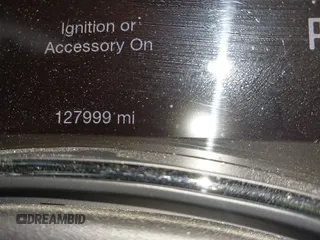 Ignition or
Accessory On
127999 mi
DREAMBID